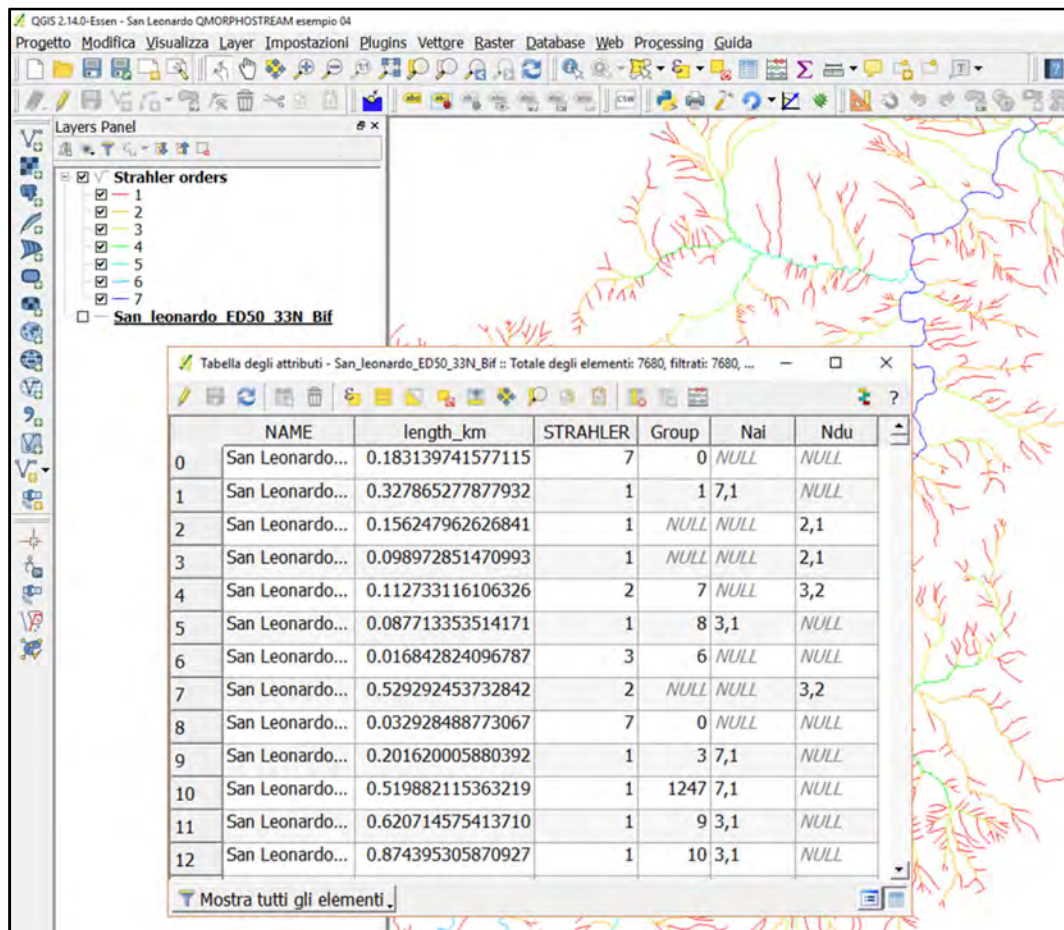 QGIS 2.14.0-Essen - San Leonardo QMORPHOSTREAM esempio 04
Progetto Modifica Visualizza Layer Impostazioni Plugins Vettore Raster Database Web Processing Guida
Layers Panel
Strahler orders
1
2
3
4
5
6
7
San_leonardo_ED50_33N_Bif
Tabella degli attributi - San_leonardo_ED50_33N_Bif :: Totale degli elementi: 7680, filtrati: 7680, ...
NAME length_km STRAHLER Group Nai Ndu
0 San Leonardo... 0.183139741577115 7 0 NULL NULL
1 San Leonardo... 0.327865277877932 1 1 7,1 NULL
2 San Leonardo... 0.156247962626841 1 NULL NULL 2,1
3 San Leonardo... 0.098972851470993 1 NULL NULL 2,1
4 San Leonardo... 0.112733116106326 2 7 NULL 3,2
5 San Leonardo... 0.087713353514171 1 8 3,1 NULL
6 San Leonardo... 0.016842824096787 3 6 NULL NULL
7 San Leonardo... 0.529292453732842 2 NULL NULL 3,2
8 San Leonardo... 0.032928488773067 7 0 NULL NULL
9 San Leonardo... 0.201620005880392 1 3 7,1 NULL
10 San Leonardo... 0.519882115363219 1 1247 7,1 NULL
11 San Leonardo... 0.620714575413710 1 9 3,1 NULL
12 San Leonardo... 0.874395305870927 1 10 3,1 NULL
Mostra tutti gli elementi